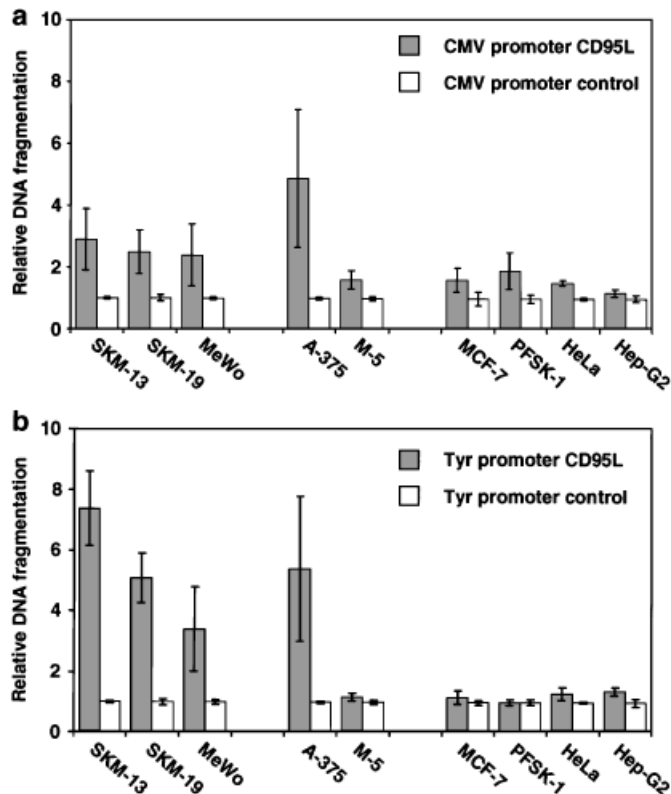 a
Relative DNA fragmentation
10
8
6
4
2
0
CMV promoter CD95L
CMV promoter control
SKM-13
SKM-19
MeWo
A-375
M-5
MCF-7
PFSK-1
HeLa
Hep-G2
b
Relative DNA fragmentation
10
8
6
4
2
0
Tyr promoter CD95L
Tyr promoter control
SKM-13
SKM-19
MeWo
A-375
M-5
MCF-7
PFSK-1
HeLa
Hep-G2